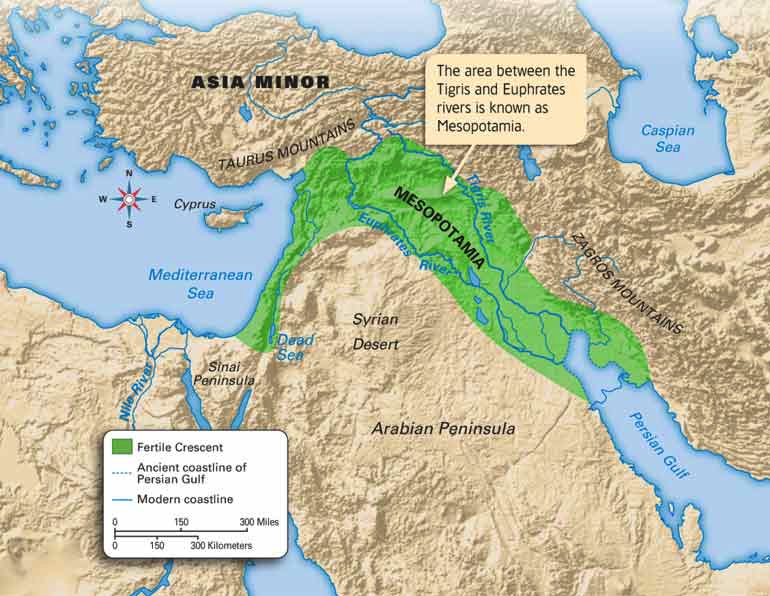 ASIA MINOR
The area between the
Tigris and Euphrates
rivers is known as
Mesopotamia.
Caspian
Sea
TAURUS MOUNTAINS
N
W
E
S
Cyprus
MESOPOTAMIA
Tigris River
Euphrates River
ZAGROS MOUNTAINS
Mediterranean
Sea
Syrian
Desert
Dead
Sea
Sinai
Peninsula
Nile River
Arabian Peninsula
Persian Gulf
Fertile Crescent
Ancient coastline of
Persian Gulf
Modern coastline
0 150 300 Miles
0 150 300 Kilometers